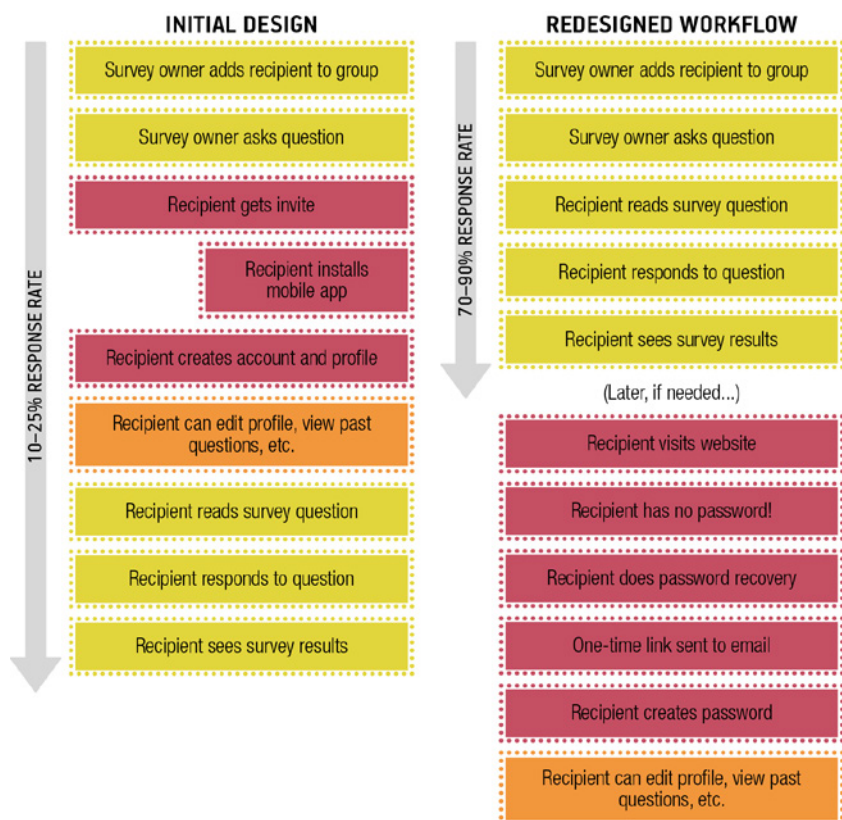 INITIAL DESIGN
Survey owner adds recipient to group
Survey owner asks question
Recipient gets invite
Recipient installs
mobile app
Recipient creates account and profile
Recipient can edit profile, view past
questions, etc.
Recipient reads survey question
Recipient responds to question
Recipient sees survey results
10–25% RESPONSE RATE
REDESIGNED WORKFLOW
Survey owner adds recipient to group
Survey owner asks question
Recipient reads survey question
Recipient responds to question
Recipient sees survey results
70–90% RESPONSE RATE
(Later, if needed...)
Recipient visits website
Recipient has no password!
Recipient does password recovery
One-time link sent to email
Recipient creates password
Recipient can edit profile, view past
questions, etc.